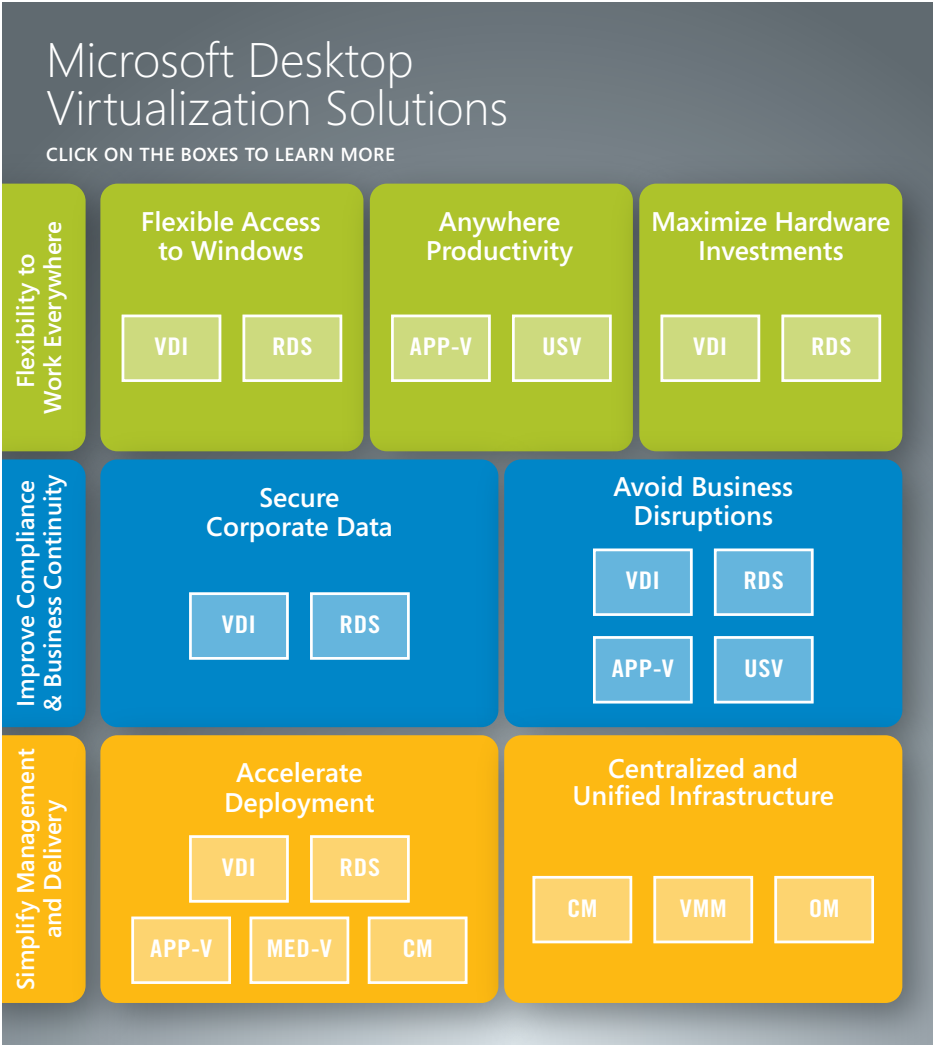 Microsoft Desktop
Virtualization Solutions
CLICK ON THE BOXES TO LEARN MORE
Flexibility to
Work Everywhere
Flexible Access
to Windows
VDI
RDS
Anywhere
Productivity
APP-V
USV
Maximize Hardware
Investments
VDI
RDS
Improve Compliance
& Business Continuity
Secure
Corporate Data
VDI
RDS
Avoid Business
Disruptions
VDI
RDS
APP-V
USV
Simplify Management
and Delivery
Accelerate
Deployment
VDI
RDS
APP-V
MED-V
CM
Centralized and
Unified Infrastructure
CM
VMM
OM